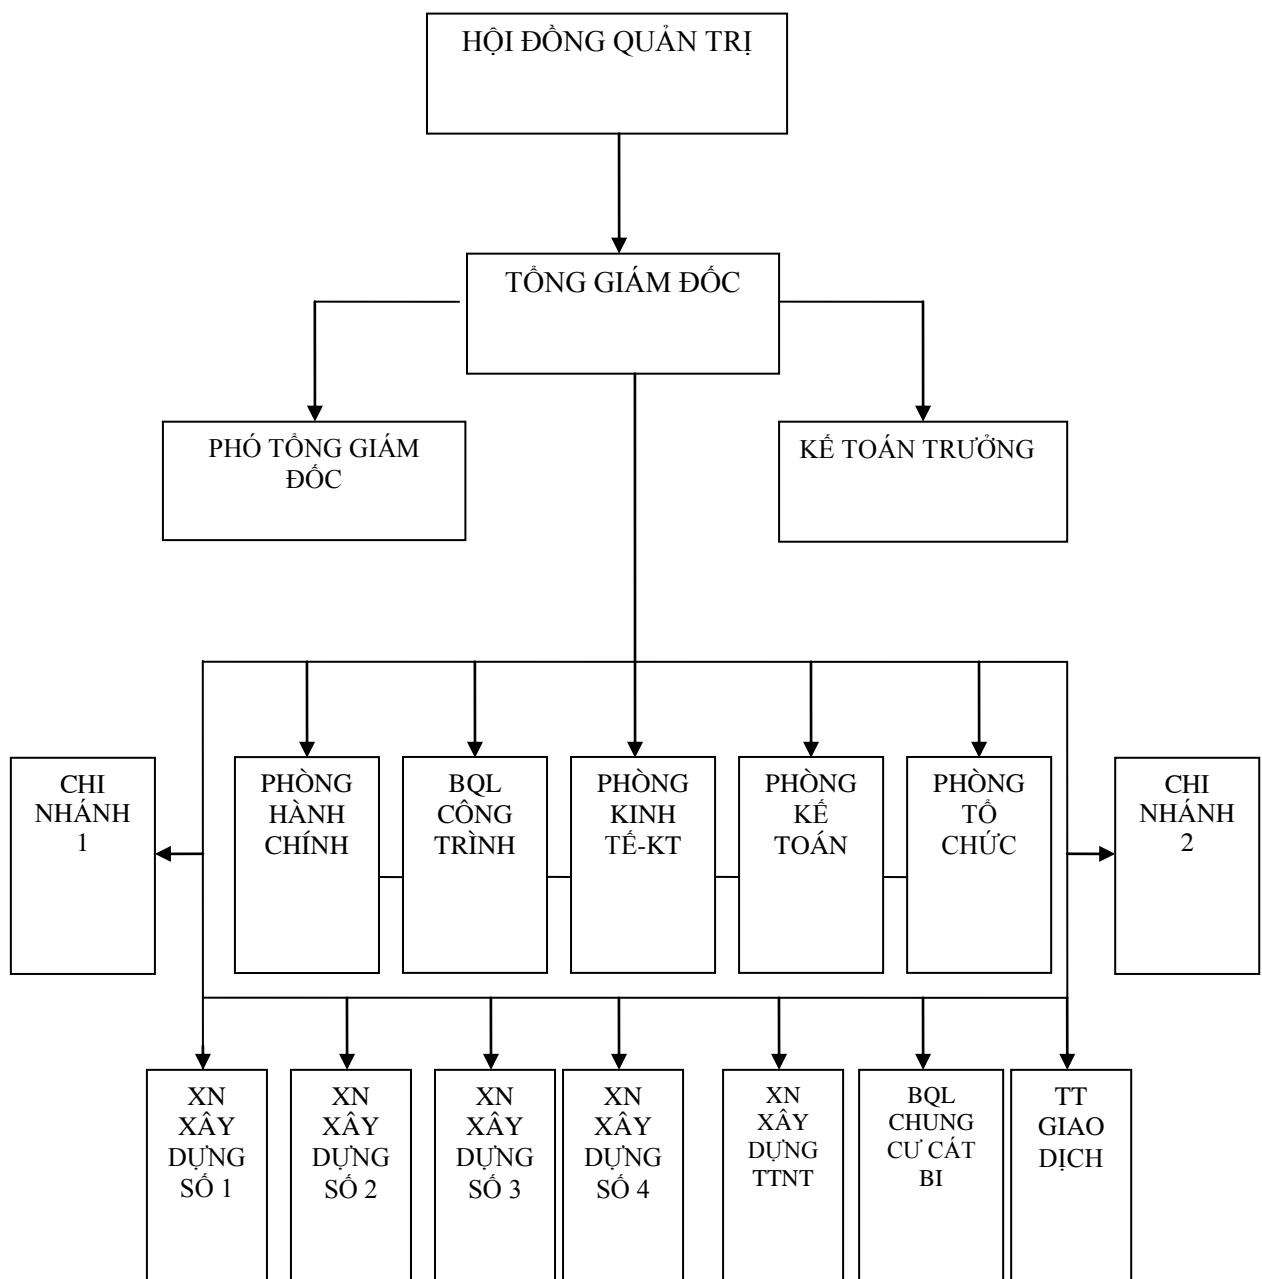 HỘI ĐỒNG QUẢN TRỊ
TỔNG GIÁM ĐỐC
PHÓ TỔNG GIÁM
ĐỐC
KẾ TOÁN TRƯỞNG
CHI
NHÁNH
1
PHÒNG
HÀNH
CHÍNH
BQL
CÔNG
TRÌNH
PHÒNG
KINH
TẾ-KT
PHÒNG
KẾ
TOÁN
PHÒNG
TỔ
CHỨC
CHI
NHÁNH
2
XN
XÂY
DỰNG
SỐ 1
XN
XÂY
DỰNG
SỐ 2
XN
XÂY
DỰNG
SỐ 3
XN
XÂY
DỰNG
SỐ 4
XN
XÂY
DỰNG
TTNT
BQL
CHUNG
CƯ CÁT
BI
TT
GIAO
DỊCH